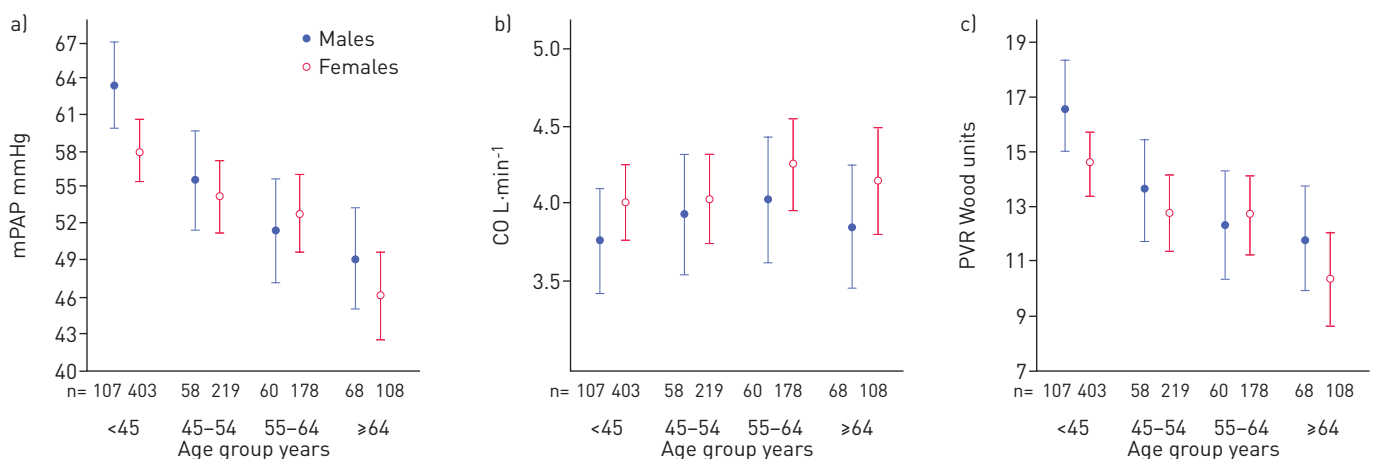 a)
mPAP mmHg
67
64
61
58
55
52
49
46
43
40
Males
Females
n= 107 403 58 219 60 178 68 108
<45 45–54 55–64 ≥64
Age group years
b)
CO L·min⁻¹
5.0
4.5
4.0
3.5
n= 107 403 58 219 60 178 68 108
<45 45–54 55–64 ≥64
Age group years
c)
PVR Wood units
19
17
15
13
11
9
7
n= 107 403 58 219 60 178 68 108
<45 45–54 55–64 ≥64
Age group years